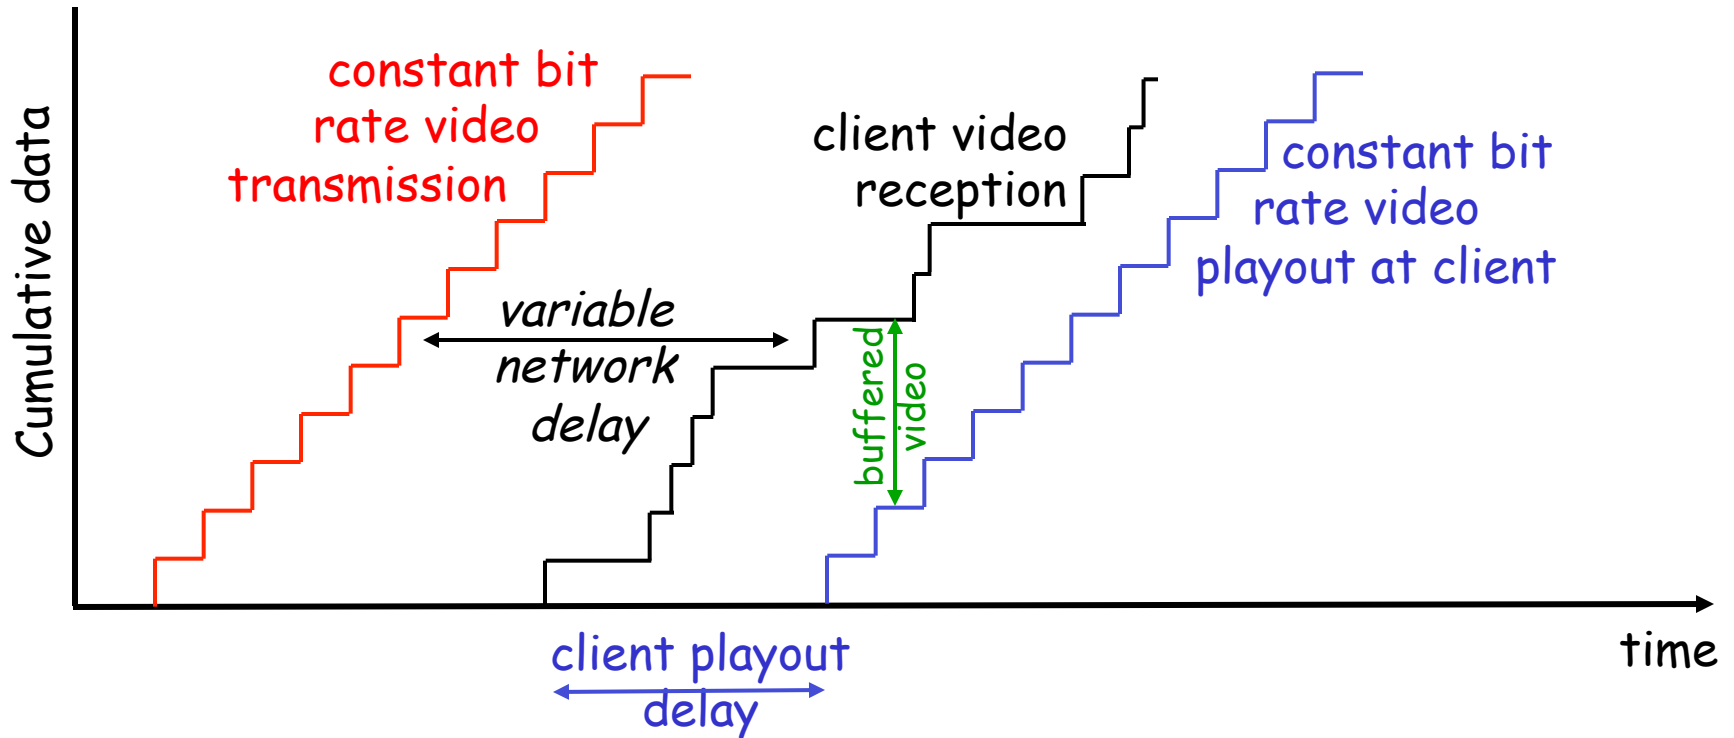 Cumulative data
constant bit
rate video
transmission
variable
network
delay
client video
reception
buffered
video
constant bit
rate video
playout at client
client playout
delay
time